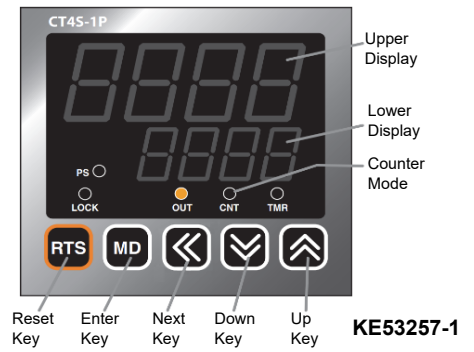 CT4S-1P
Upper
Display
Lower
Display
Counter
Mode
PS
LOCK
OUT
CNT
TMR
RTS
MD
Reset
Key
Enter
Key
Next
Key
Down
Key
Up
Key
KE53257-1